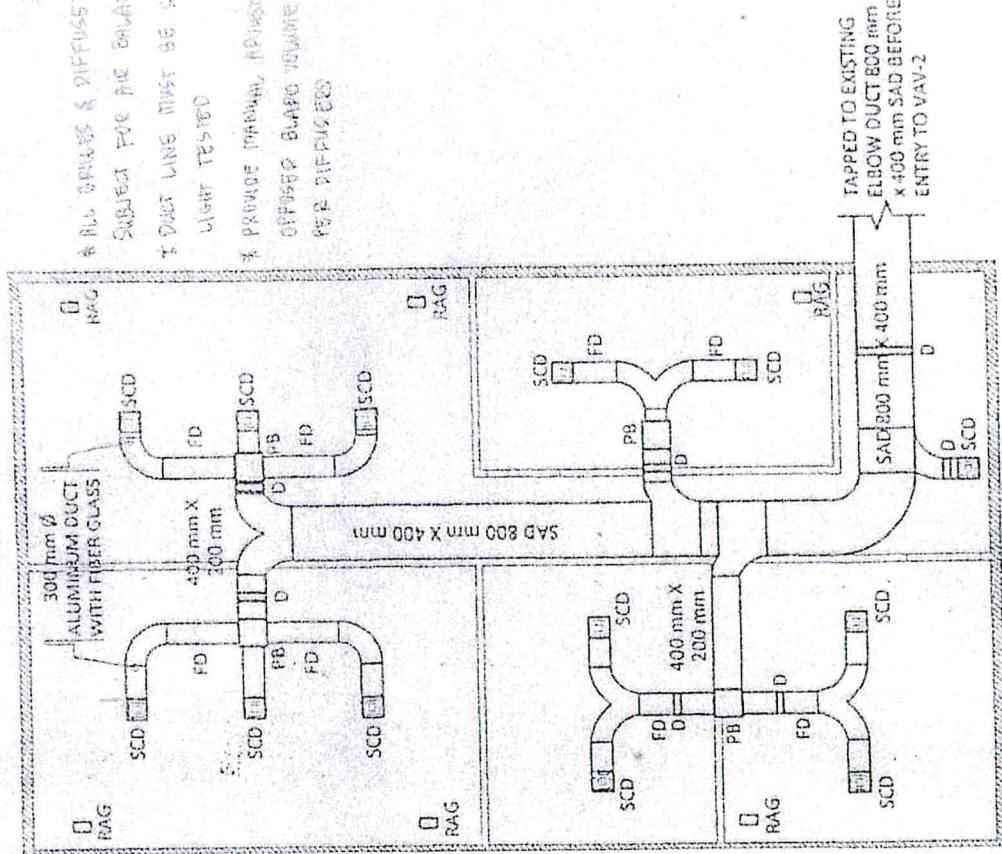 * ALL GRILLES & DIFFUSE
SUBJECT FOR AIR BALAN
* DUCT LINE MUST BE S
LIGHT TESTED
* PROVIDE MANUAL
OPPOSED BLADE VOLUME
PER DIFFUSERS
300 mm Ø
ALUMINUM DUCT
WITH FIBER GLASS
RAG
SCD
SCD
FD
FD
400 mm X
200 mm
SCD
SCD
PB
PB
D
D
FD
FD
SCD
SCD
RAG
RAG
RAG
SAD 800 mm X 400 mm
SCD
FD
PB
D
FD
SCD
RAG
SCD
SCD
400 mm X
200 mm
FD
D
PB
D
FD
SCD
SCD
RAG
SAD 800 mm X 400 mm
D
D
SCD
TAPPED TO EXISTING
ELBOW DUCT 800 mm
x 400 mm SAD BEFORE
ENTRY TO VAV-2